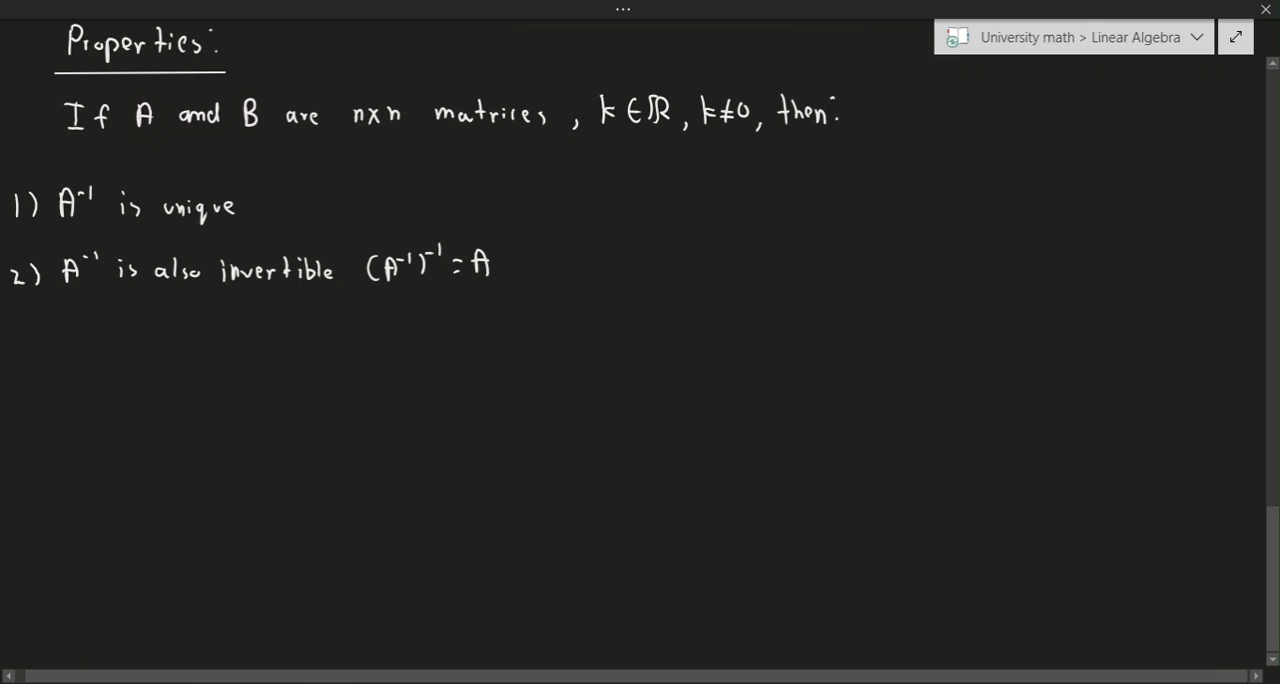 ...
University math > Linear Algebra
Properties:
If A and B are n×n matrices, k∈ℝ, k≠0, then:
1) A⁻¹ is unique
2) A⁻¹ is also invertible (A⁻¹)⁻¹ = A